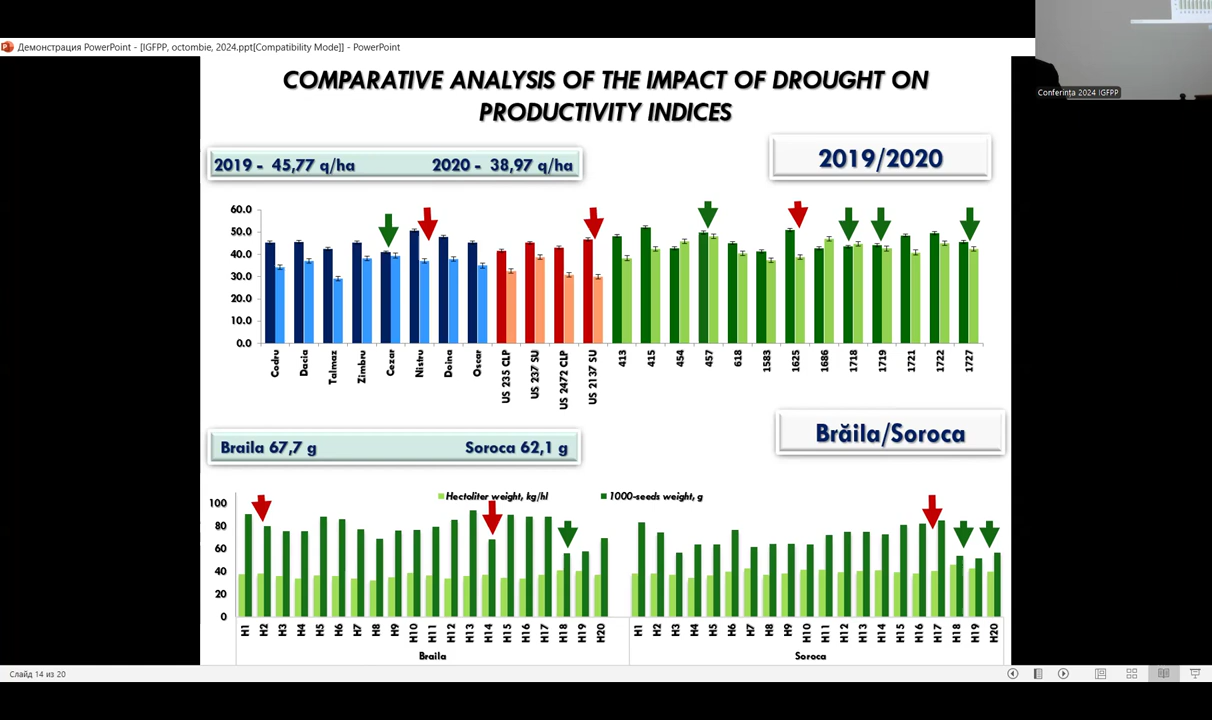 Демонстрация PowerPoint - [IGFPP, octombie, 2024.ppt[Compatibility Mode]] - PowerPoint
Conferința 2024 IGFPP
COMPARATIVE ANALYSIS OF THE IMPACT OF DROUGHT ON
PRODUCTIVITY INDICES
2019 - 45,77 q/ha 2020 - 38,97 q/ha
2019/2020
60.0
50.0
40.0
30.0
20.0
10.0
0.0
Codru
Dacia
Talmaz
Zimbru
Cezar
Nistru
Doina
Oscar
US 235 CLP
US 237 SU
US 2472 CLP
US 2137 SU
413
415
454
457
618
1583
1625
1686
1718
1719
1721
1722
1727
Braila 67,7 g Soroca 62,1 g
Brăila/Soroca
Hectoliter weight, kg/hl 1000-seeds weight, g
100
80
60
40
20
0
H1 H2 H3 H4 H5 H6 H7 H8 H9 H10 H11 H12 H13 H14 H15 H16 H17 H18 H19 H20
H1 H2 H3 H4 H5 H6 H7 H8 H9 H10 H11 H12 H13 H14 H15 H16 H17 H18 H19 H20
Braila Soroca
Слайд 14 из 20